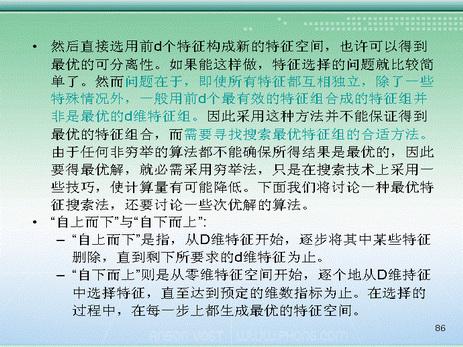 • 然后直接选用前d个特征构成新的特征空间，也许可以得到
最优的可分离性。如果能这样做，特征选择的问题就比较简
单了。然而问题在于，即使所有特征都互相独立，除了一些
特殊情况外，一般用前d个最有效的特征组合成的特征组并
非是最优的d维特征组。因此采用这种方法并不能保证得到
最优的特征组合，而需要寻找搜索最优特征组的合适方法。
由于任何非穷举的算法都不能确保所得结果是最优的，因此
要得最优解，就必需采用穷举法，只是在搜索技术上采用一
些技巧，使计算量有可能降低。下面我们将讨论一种最优特
征搜索法，还要讨论一些次优解的算法。
• “自上而下”与“自下而上”:
– “自上而下”是指，从D维特征开始，逐步将其中某些特征
删除，直到剩下所要求的d维特征为止。
– “自下而上”则是从零维特征空间开始，逐个地从D维持征
中选择特征，直至达到预定的维数指标为止。在选择的
过程中，在每一步上都生成最优的特征空间。
86